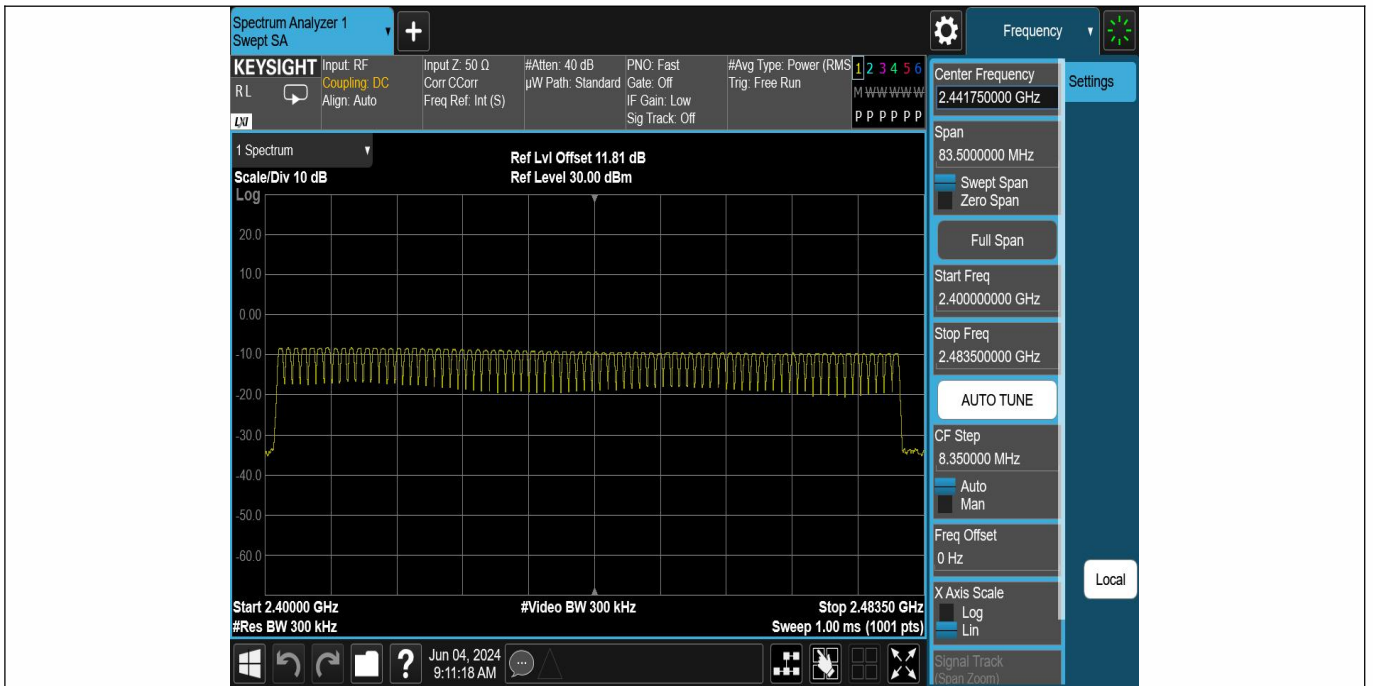 Spectrum Analyzer 1
Swept SA
+
Frequency
KEYSIGHT
RL
LXI
Input: RF
Coupling: DC
Align: Auto
Input Z: 50 Ω
Corr CCorr
Freq Ref: Int (S)
#Atten: 40 dB
µW Path: Standard
PNO: Fast
Gate: Off
IF Gain: Low
Sig Track: Off
#Avg Type: Power (RMS
Trig: Free Run
1 2 3 4 5 6
M W W W W W
P P P P P P
Center Frequency
2.441750000 GHz
Settings
Span
83.5000000 MHz
Swept Span
Zero Span
Full Span
Start Freq
2.400000000 GHz
Stop Freq
2.483500000 GHz
AUTO TUNE
CF Step
8.350000 MHz
Auto
Man
Freq Offset
0 Hz
X Axis Scale
Log
Lin
Signal Track
(Span Zoom)
Local
1 Spectrum
Scale/Div 10 dB
Ref Lvl Offset 11.81 dB
Ref Level 30.00 dBm
Log
20.0
10.0
0.00
-10.0
-20.0
-30.0
-40.0
-50.0
-60.0
Start 2.40000 GHz
#Video BW 300 kHz
Stop 2.48350 GHz
#Res BW 300 kHz
Sweep 1.00 ms (1001 pts)
?
Jun 04, 2024
9:11:18 AM